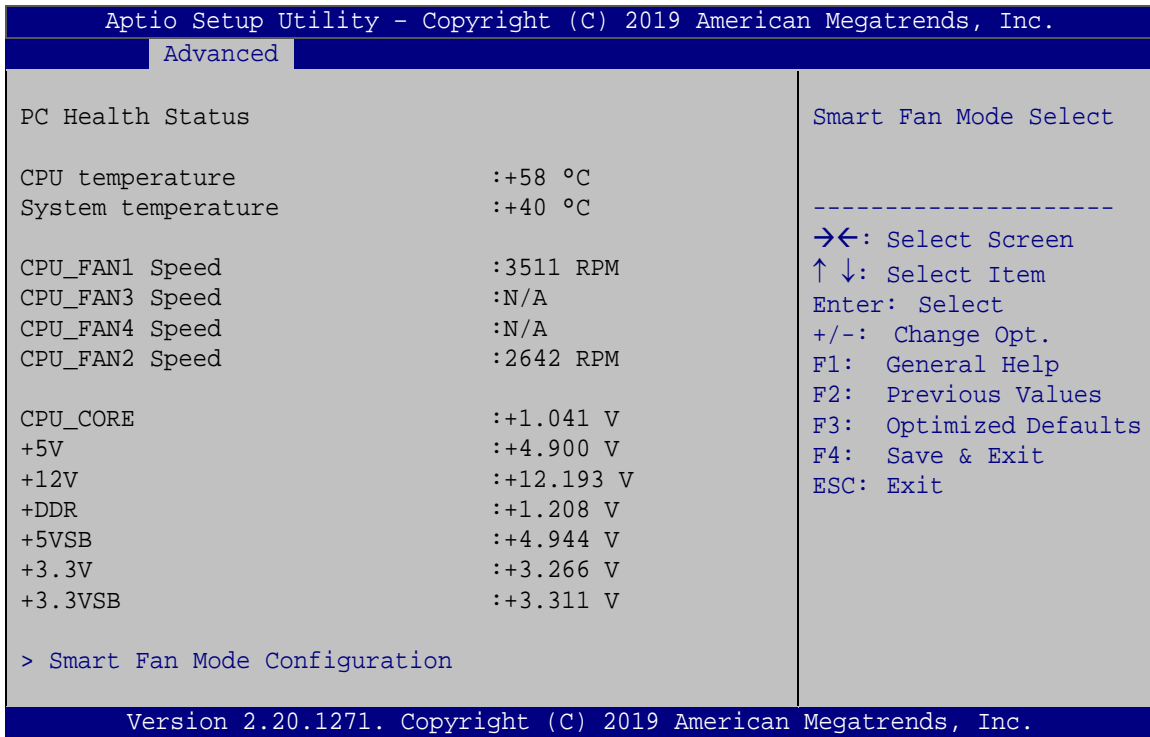 Aptio Setup Utility – Copyright (C) 2019 American Megatrends, Inc.
Advanced
PC Health Status
CPU temperature :+58 °C
System temperature :+40 °C
CPU_FAN1 Speed :3511 RPM
CPU_FAN3 Speed :N/A
CPU_FAN4 Speed :N/A
CPU_FAN2 Speed :2642 RPM
CPU_CORE :+1.041 V
+5V :+4.900 V
+12V :+12.193 V
+DDR :+1.208 V
+5VSB :+4.944 V
+3.3V :+3.266 V
+3.3VSB :+3.311 V
> Smart Fan Mode Configuration
Smart Fan Mode Select
---------------------
→←: Select Screen
↑ ↓: Select Item
Enter: Select
+/-: Change Opt.
F1: General Help
F2: Previous Values
F3: Optimized Defaults
F4: Save & Exit
ESC: Exit
Version 2.20.1271. Copyright (C) 2019 American Megatrends, Inc.